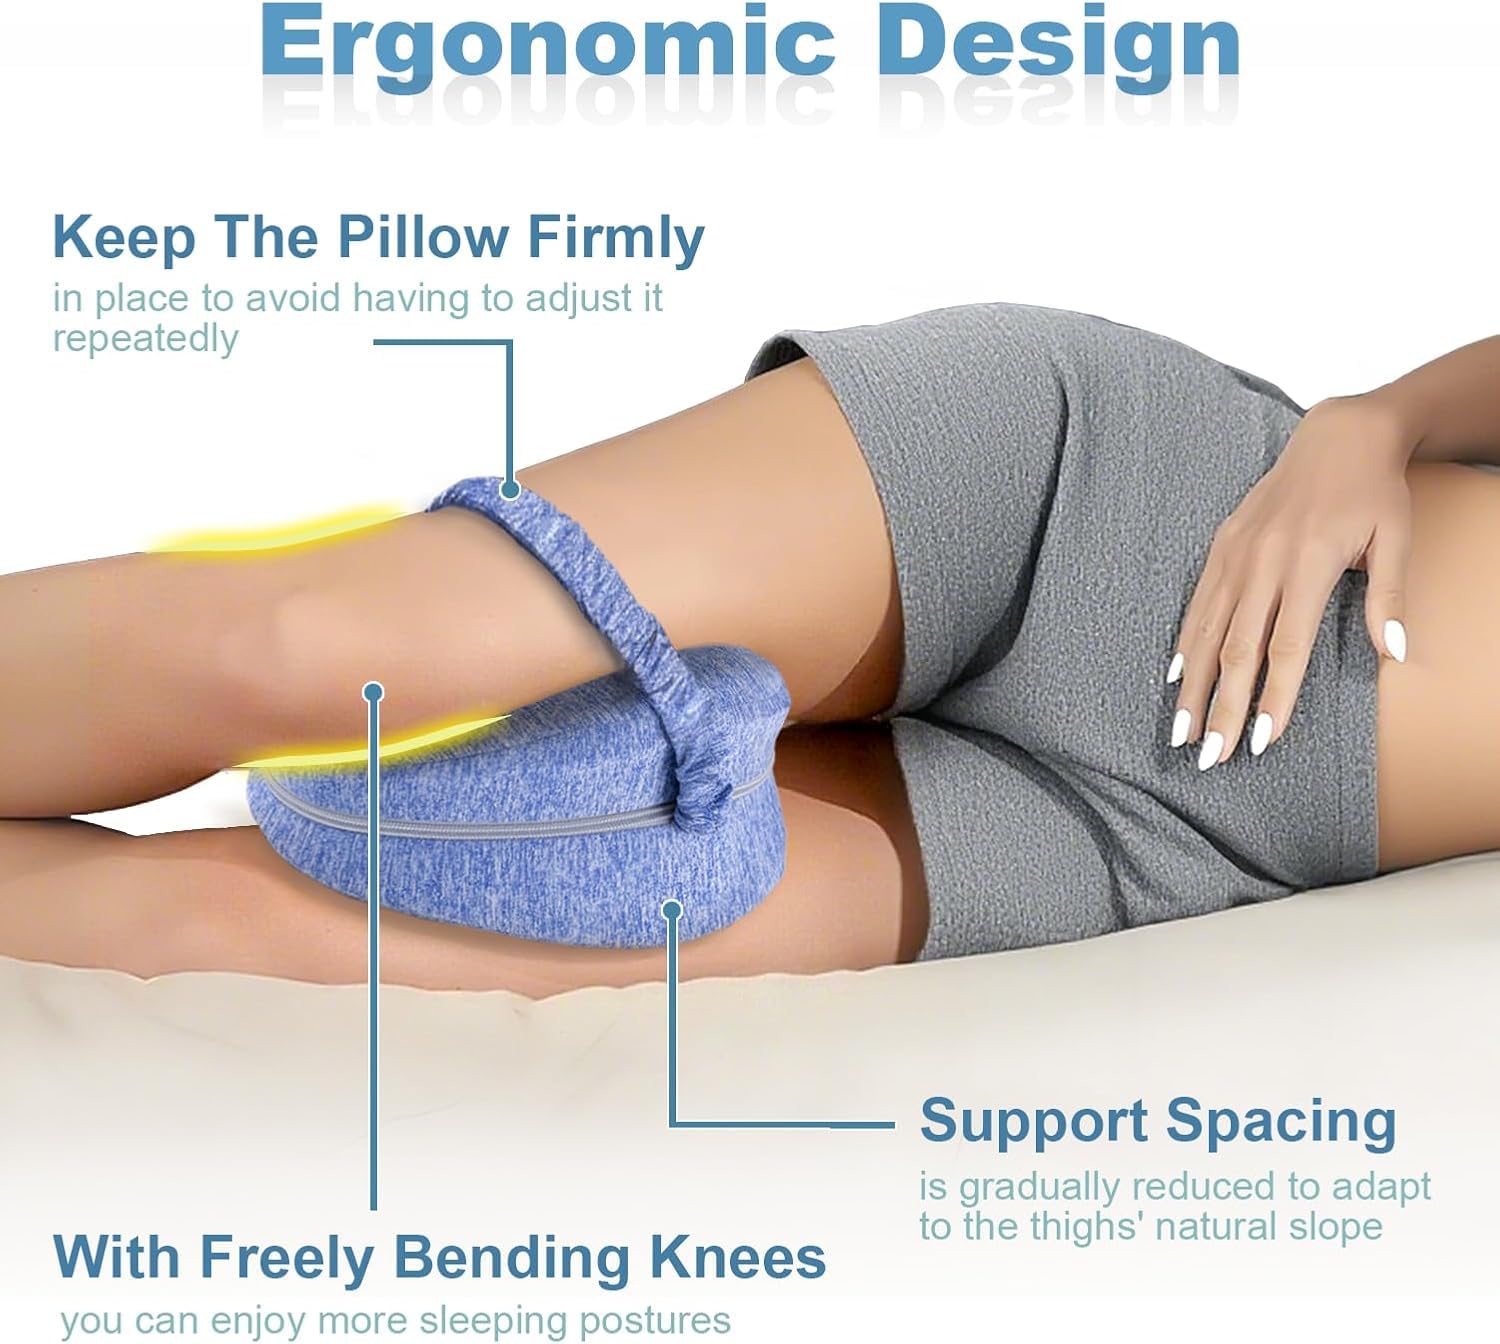 Ergonomic Design
Keep The Pillow Firmly
in place to avoid having to adjust it
repeatedly
Support Spacing
is gradually reduced to adapt
to the thighs' natural slope
With Freely Bending Knees
you can enjoy more sleeping postures